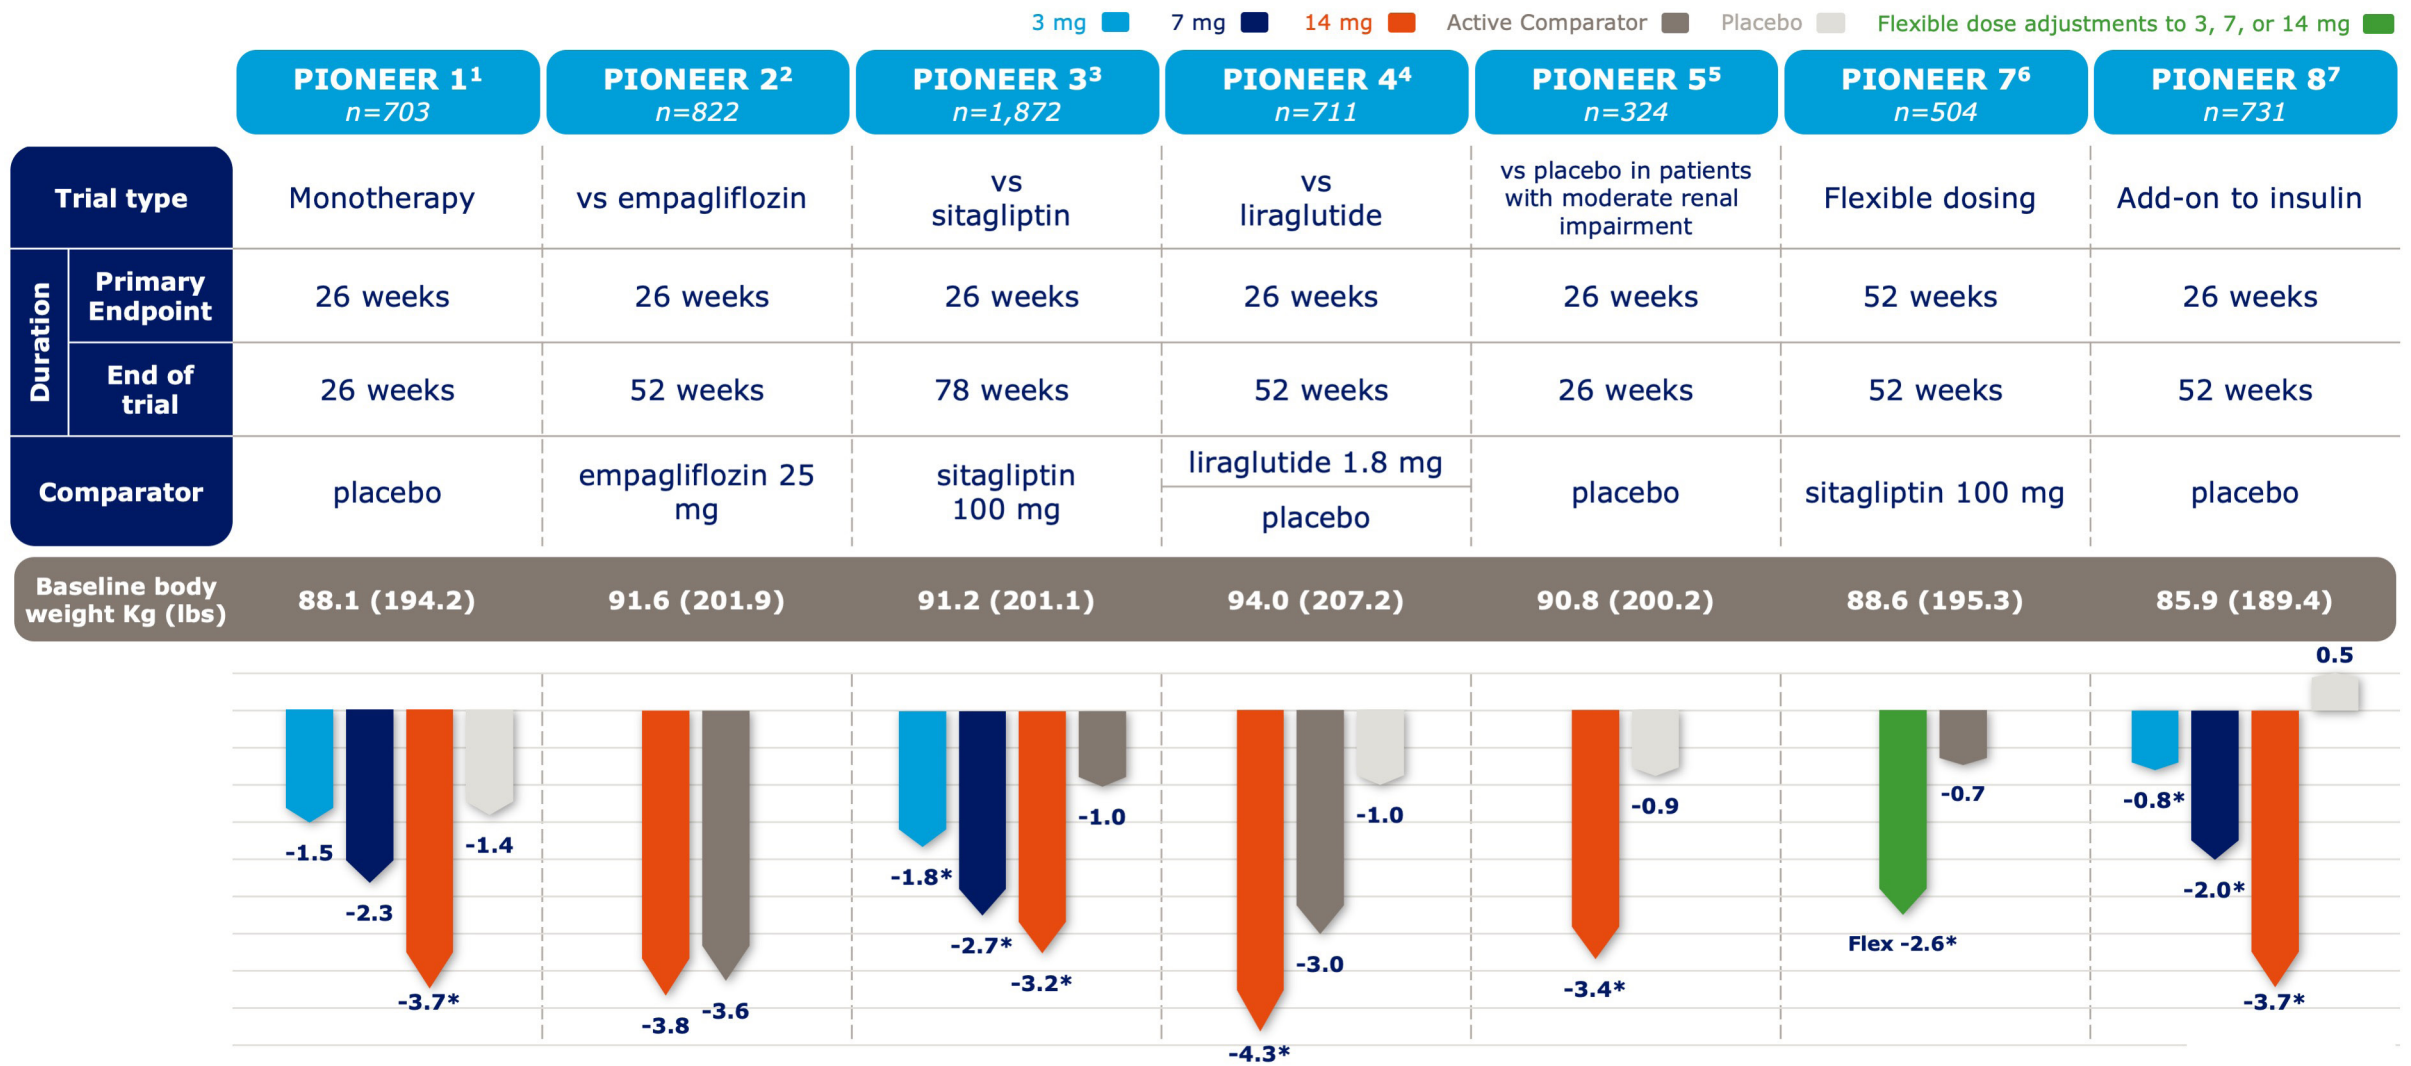 3 mg 7 mg 14 mg Active Comparator Placebo Flexible dose adjustments to 3, 7, or 14 mg
PIONEER 1¹ PIONEER 2² PIONEER 3³ PIONEER 4⁴ PIONEER 5⁵ PIONEER 7⁶ PIONEER 8⁷
n=703 n=822 n=1,872 n=711 n=324 n=504 n=731
Trial type
Monotherapy
vs empagliflozin
vs
sitagliptin
vs
liraglutide
vs placebo in patients
with moderate renal
impairment
Flexible dosing
Add-on to insulin
Duration
Primary
Endpoint
26 weeks 26 weeks 26 weeks 26 weeks 26 weeks 52 weeks 26 weeks
End of
trial
26 weeks 52 weeks 78 weeks 52 weeks 26 weeks 52 weeks 52 weeks
Comparator
placebo
empagliflozin 25
mg
sitagliptin
100 mg
liraglutide 1.8 mg
placebo
placebo
sitagliptin 100 mg
placebo
Baseline body
weight Kg (lbs)
88.1 (194.2) 91.6 (201.9) 91.2 (201.1) 94.0 (207.2) 90.8 (200.2) 88.6 (195.3) 85.9 (189.4)
-1.5
-2.3
-3.7*
-1.4
-3.8
-3.6
-1.8*
-2.7*
-3.2*
-1.0
-4.3*
-3.0
-1.0
-3.4*
-0.9
Flex -2.6*
-0.7
-0.8*
-2.0*
-3.7*
0.5